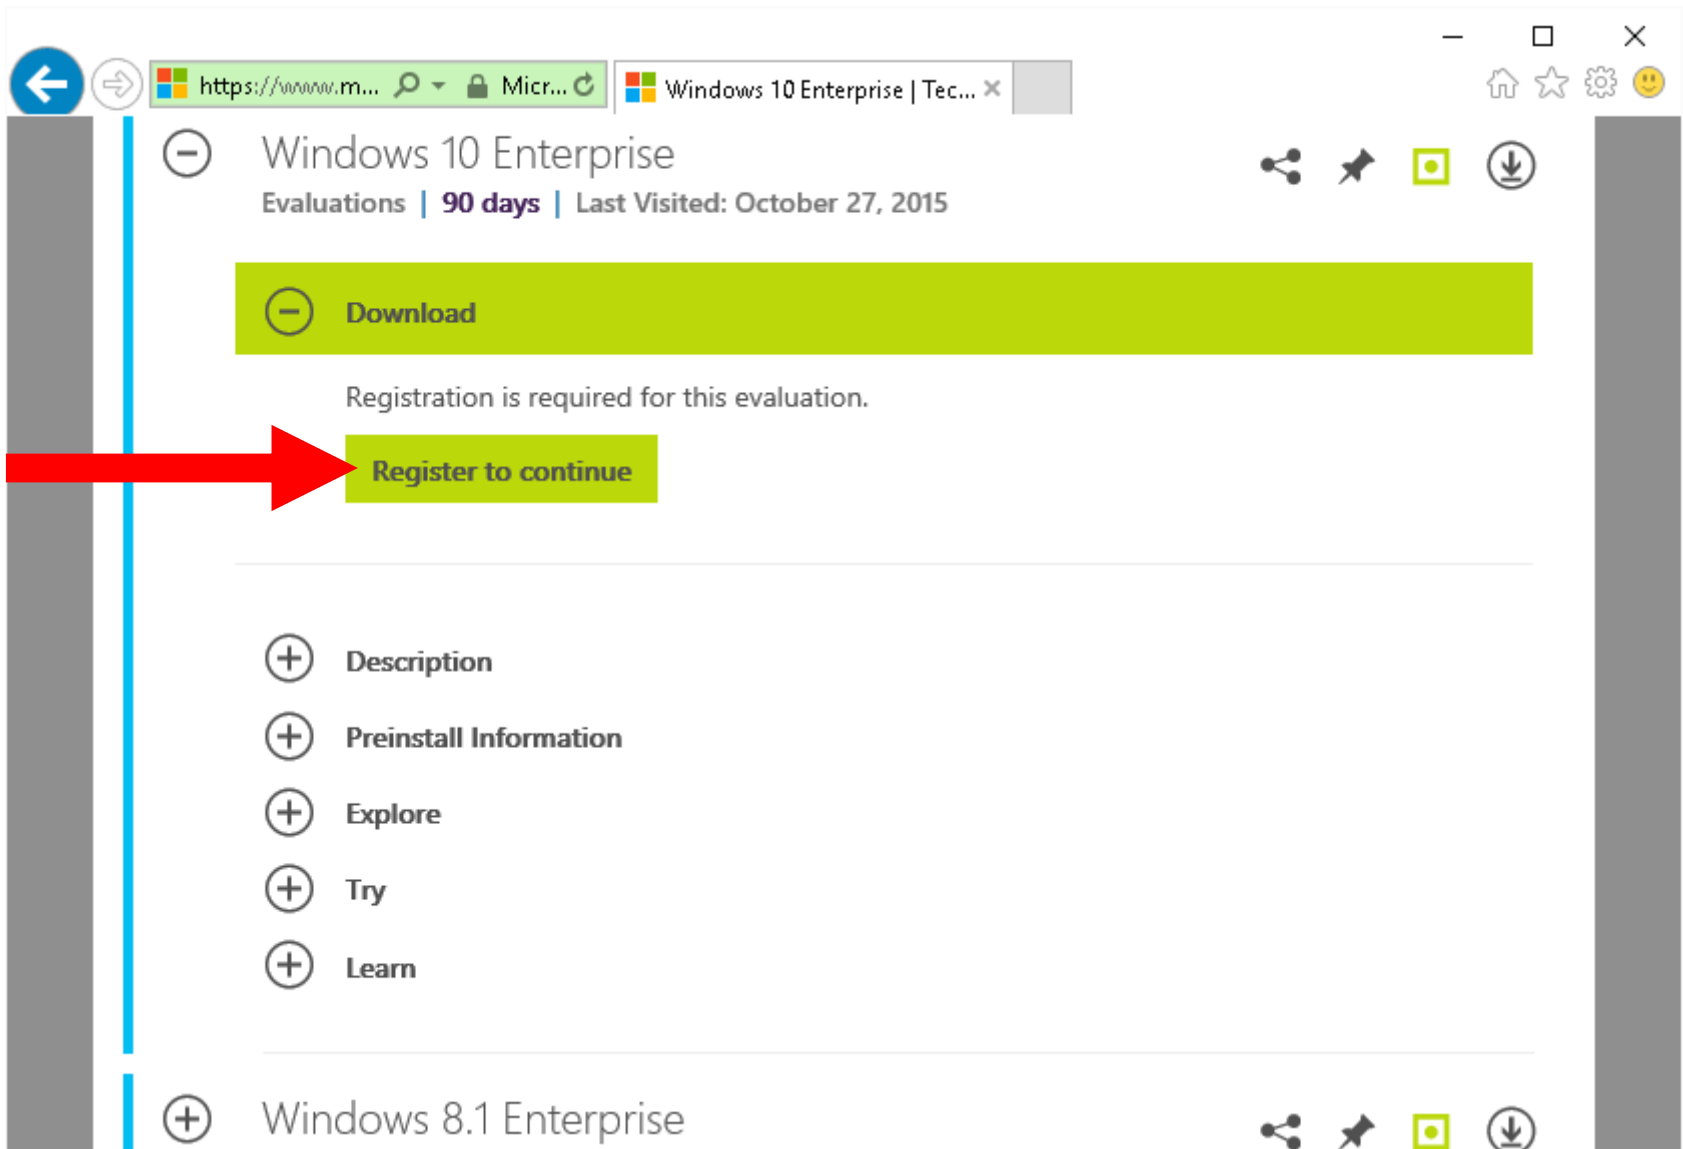 https://www.m... Micr... Windows 10 Enterprise | Tec...
Windows 10 Enterprise
Evaluations | 90 days | Last Visited: October 27, 2015
Download
Registration is required for this evaluation.
Register to continue
Description
Preinstall Information
Explore
Try
Learn
Windows 8.1 Enterprise